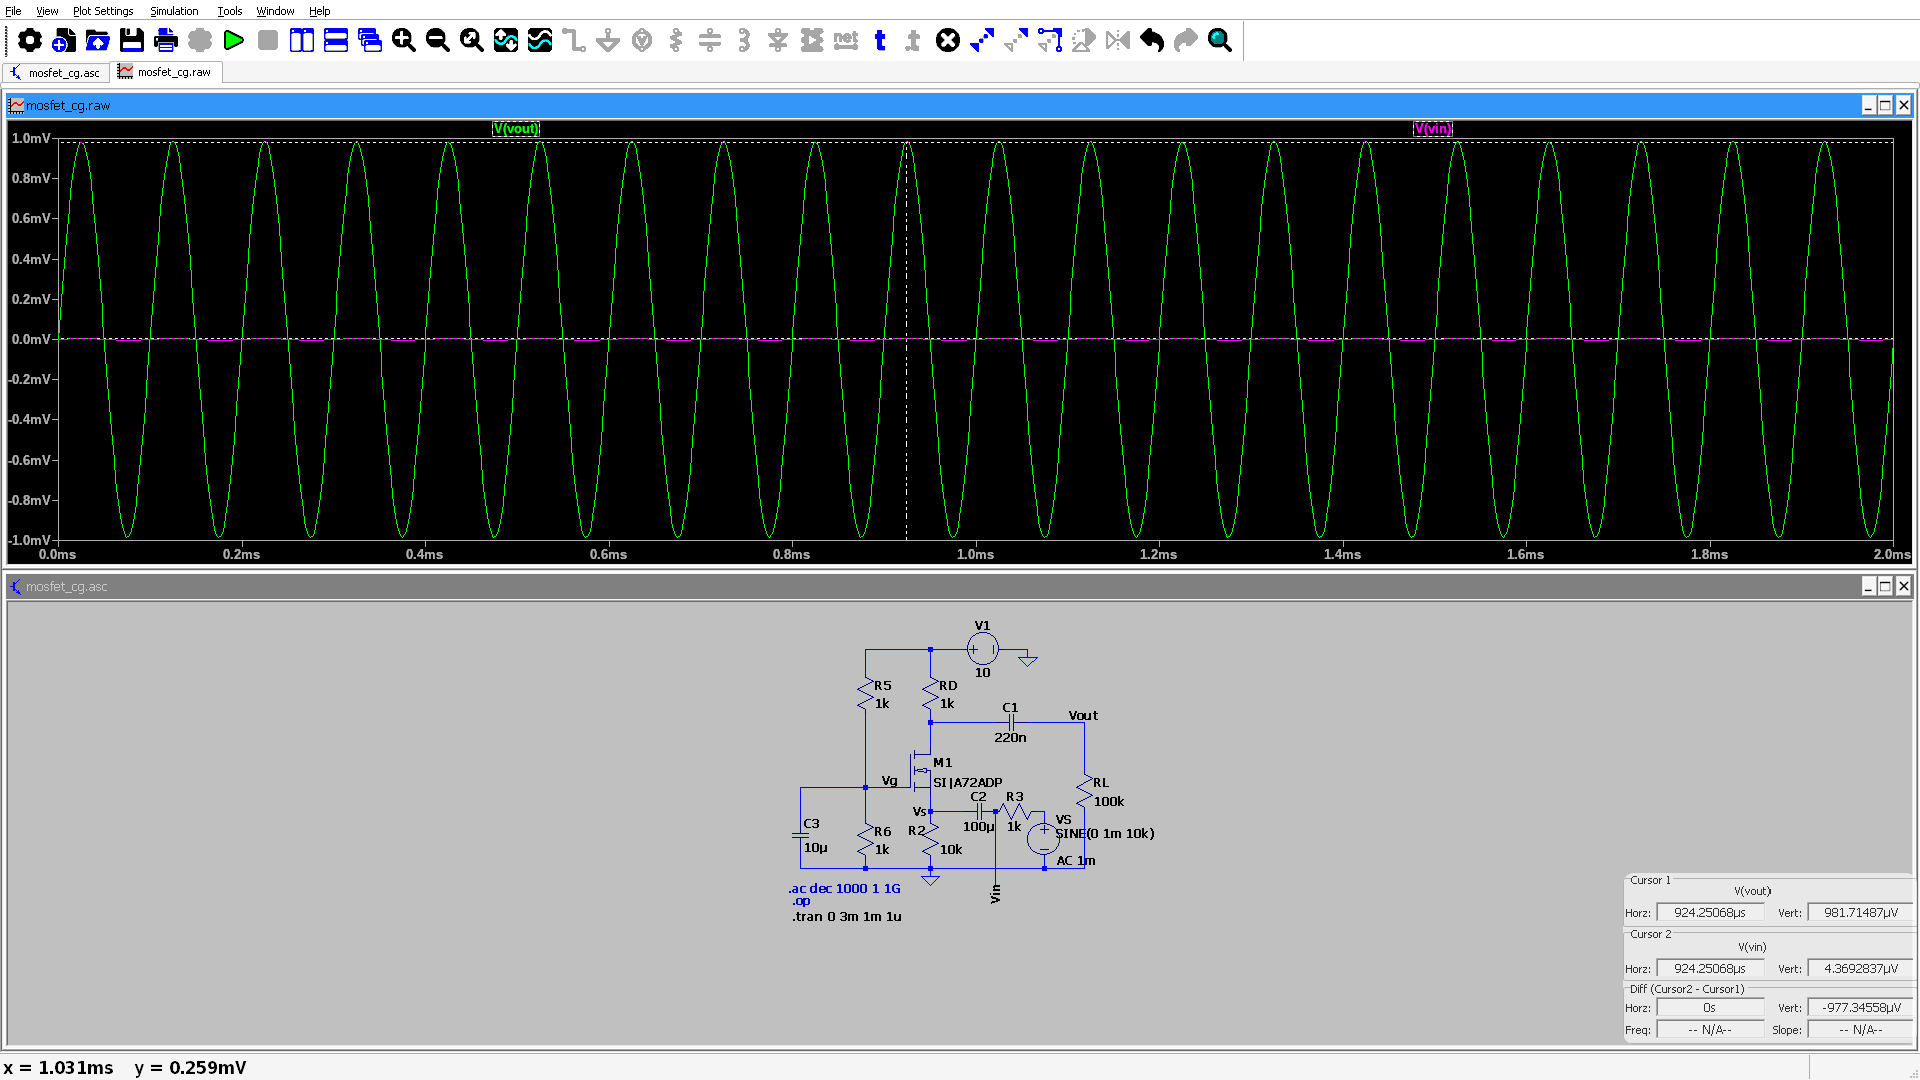 File View Plot Settings Simulation Tools Window Help
net
t
t
mosfet_cg.asc
mosfet_cg.raw
mosfet_cg.raw
V(vout)
V(vin)
1.0mV
0.8mV
0.6mV
0.4mV
0.2mV
0.0mV
-0.2mV
-0.4mV
-0.6mV
-0.8mV
-1.0mV
0.0ms 0.2ms 0.4ms 0.6ms 0.8ms 1.0ms 1.2ms 1.4ms 1.6ms 1.8ms 2.0ms
mosfet_cg.asc
V1
10
R5
1k
RD
1k
C1
220n
Vout
M1
SI|A72ADP
Vg
Vs
C2
100µ
R3
1k
RL
100k
VS
SINE(0 1m 10k)
AC 1m
C3
10µ
R6
1k
R2
10k
Vin
.ac dec 1000 1 1G
.op
.tran 0 3m 1m 1u
Cursor 1
V(vout)
Horz: 924.25068µs Vert: 981.71487µV
Cursor 2
V(vin)
Horz: 924.25068µs Vert: 4.3692837µV
Diff (Cursor2 - Cursor1)
Horz: 0s Vert: -977.34558µV
Freq: -- N/A-- Slope: -- N/A--
x = 1.031ms y = 0.259mV